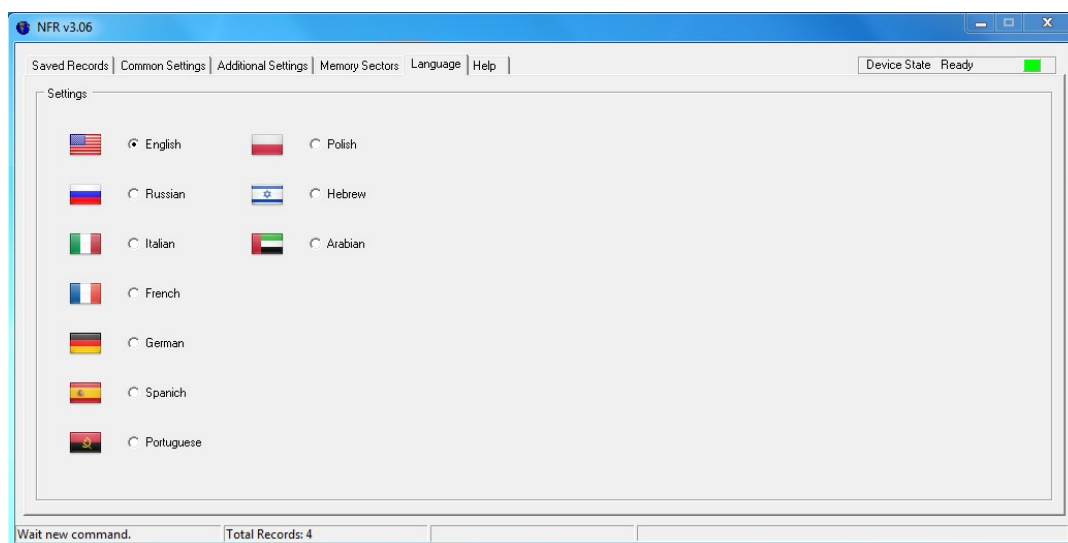 NFR v3.06
Saved Records Common Settings Additional Settings Memory Sectors Language Help Device State Ready
Settings
English Polish
Russian Hebrew
Italian Arabian
French
German
Spanich
Portuguese
Wait new command. Total Records: 4